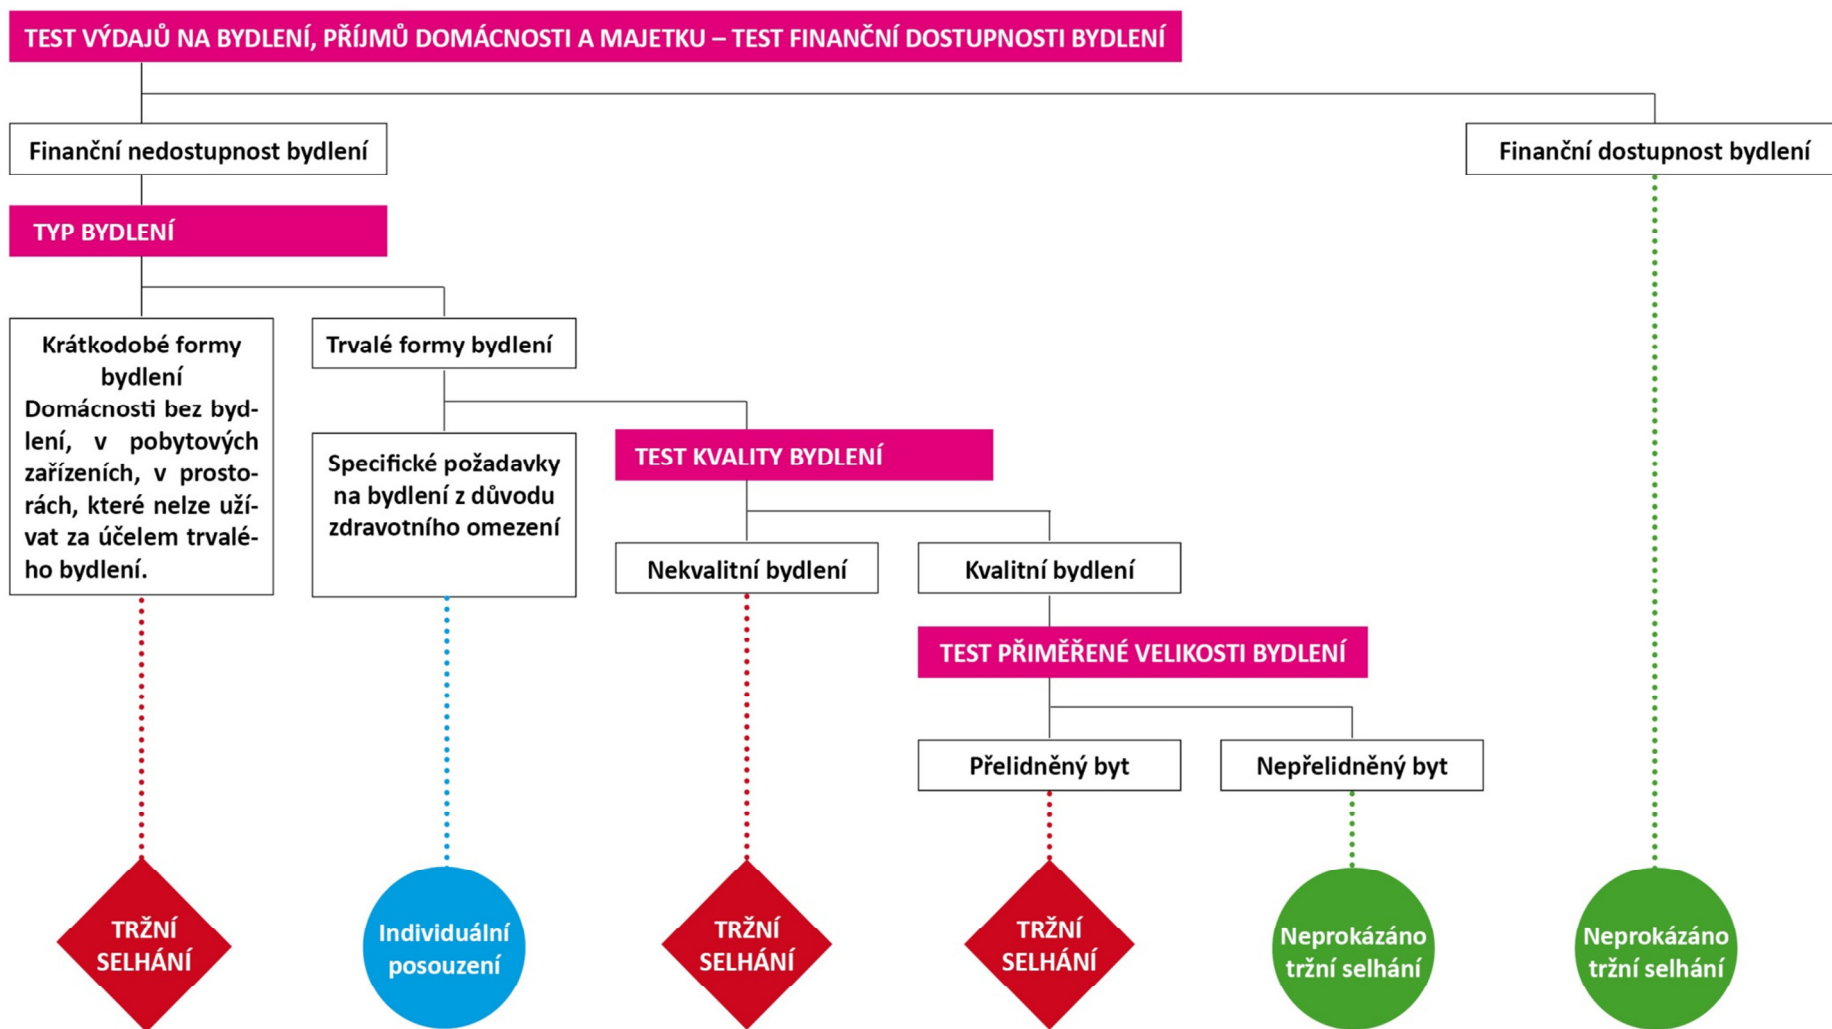 TEST VÝDAJŮ NA BYDLENÍ, PŘÍJMŮ DOMÁCNOSTI A MAJETKU – TEST FINANČNÍ DOSTUPNOSTI BYDLENÍ
Finanční nedostupnost bydlení
Finanční dostupnost bydlení
TYP BYDLENÍ
Krátkodobé formy
bydlení
Domácnosti bez byd-
lení, v pobytových
zařízeních, v prosto-
rách, které nelze uží-
vat za účelem trvalé-
ho bydlení.
Trvalé formy bydlení
Specifické požadavky
na bydlení z důvodu
zdravotního omezení
TEST KVALITY BYDLENÍ
Nekvalitní bydlení
Kvalitní bydlení
TEST PŘIMĚŘENÉ VELIKOSTI BYDLENÍ
Přelidněný byt
Nepřelidněný byt
TRŽNÍ
SELHÁNÍ
Individuální
posouzení
TRŽNÍ
SELHÁNÍ
TRŽNÍ
SELHÁNÍ
Neprokázáno
tržní selhání
Neprokázáno
tržní selhání